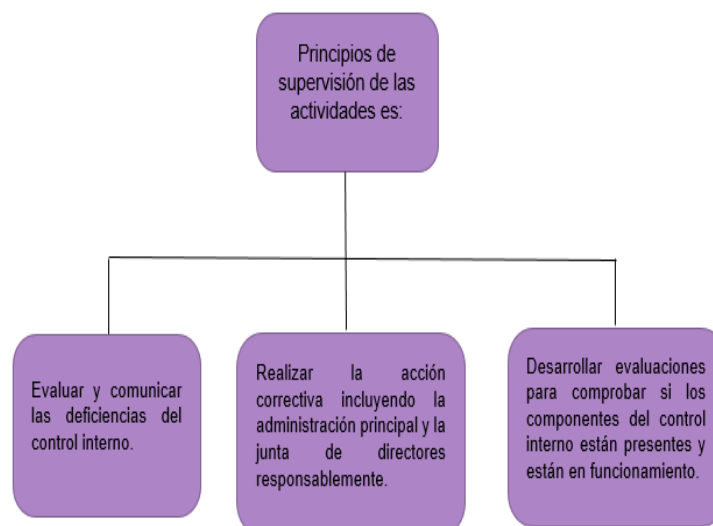 Principios de
supervisión de las
actividades es:
Evaluar y comunicar
las deficiencias del
control interno.
Realizar la acción
correctiva incluyendo la
administración principal y la
junta de directores
responsablemente.
Desarrollar evaluaciones
para comprobar si los
componentes del control
interno están presentes y
están en funcionamiento.